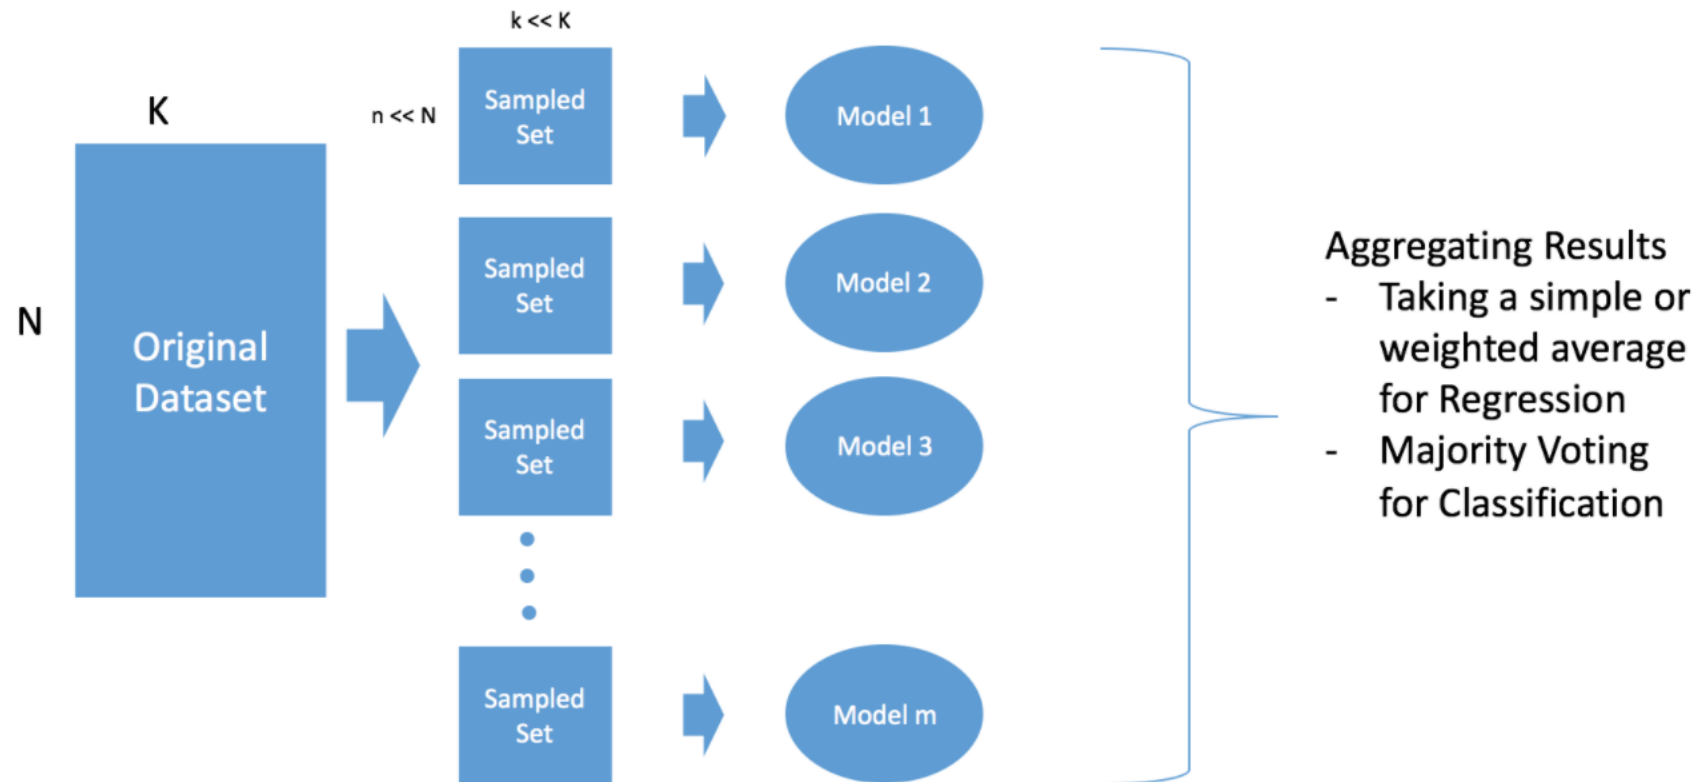 k << K
K
n << N
N
Original
Dataset
Sampled
Set
Model 1
Sampled
Set
Model 2
Sampled
Set
Model 3
Sampled
Set
Model m
Aggregating Results
- Taking a simple or
weighted average
for Regression
- Majority Voting
for Classification